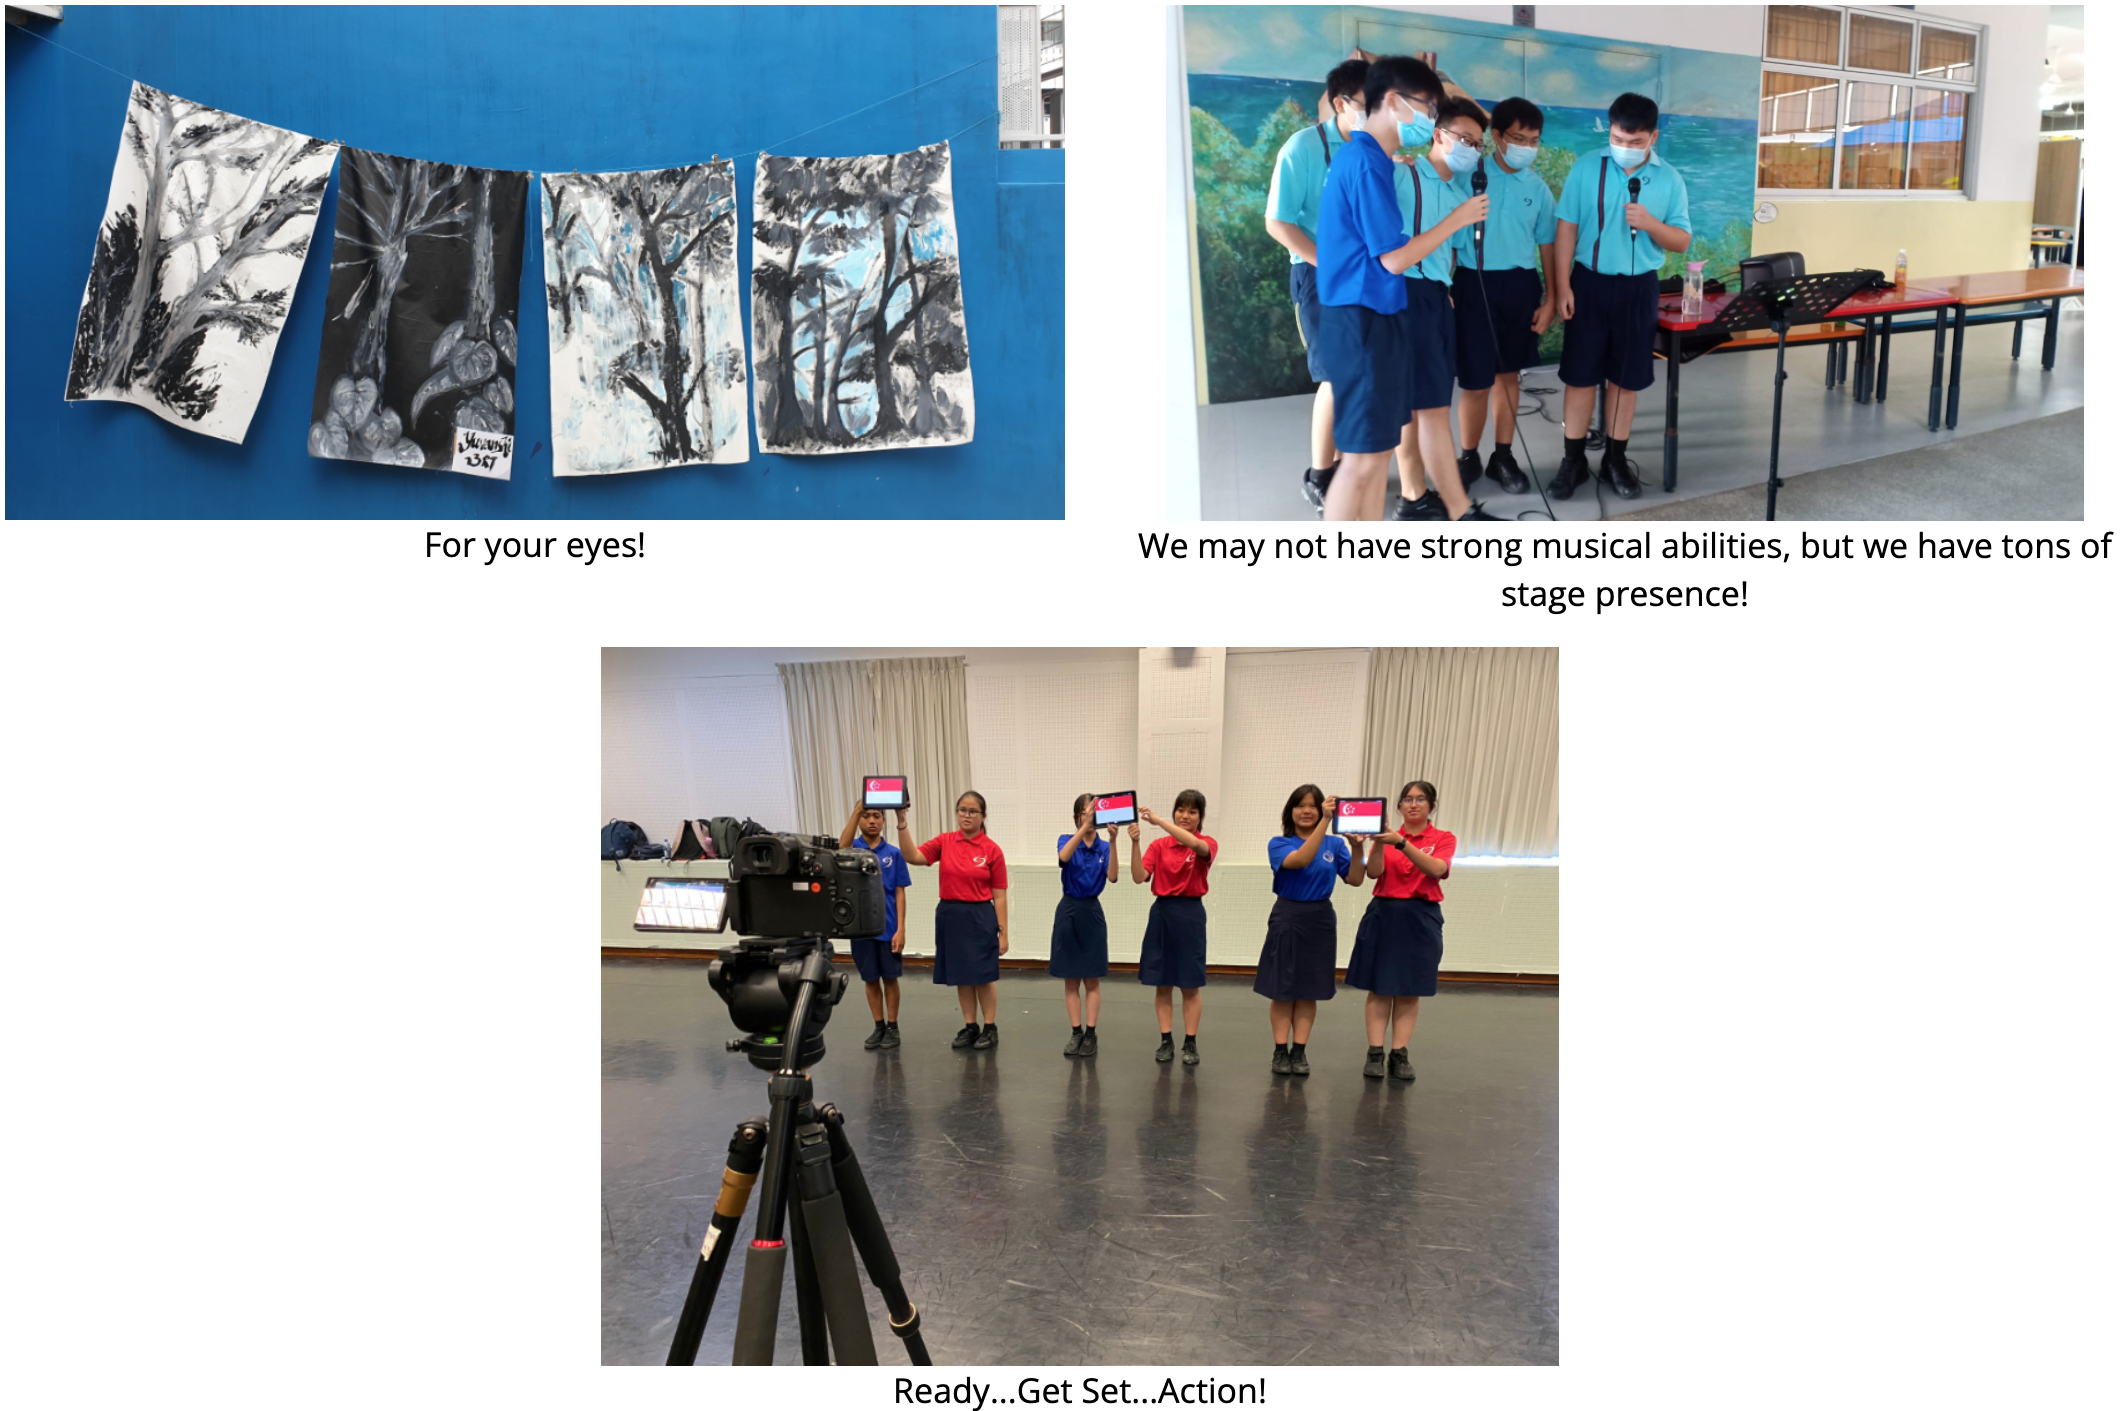 For your eyes!
We may not have strong musical abilities, but we have tons of
stage presence!
Ready...Get Set...Action!